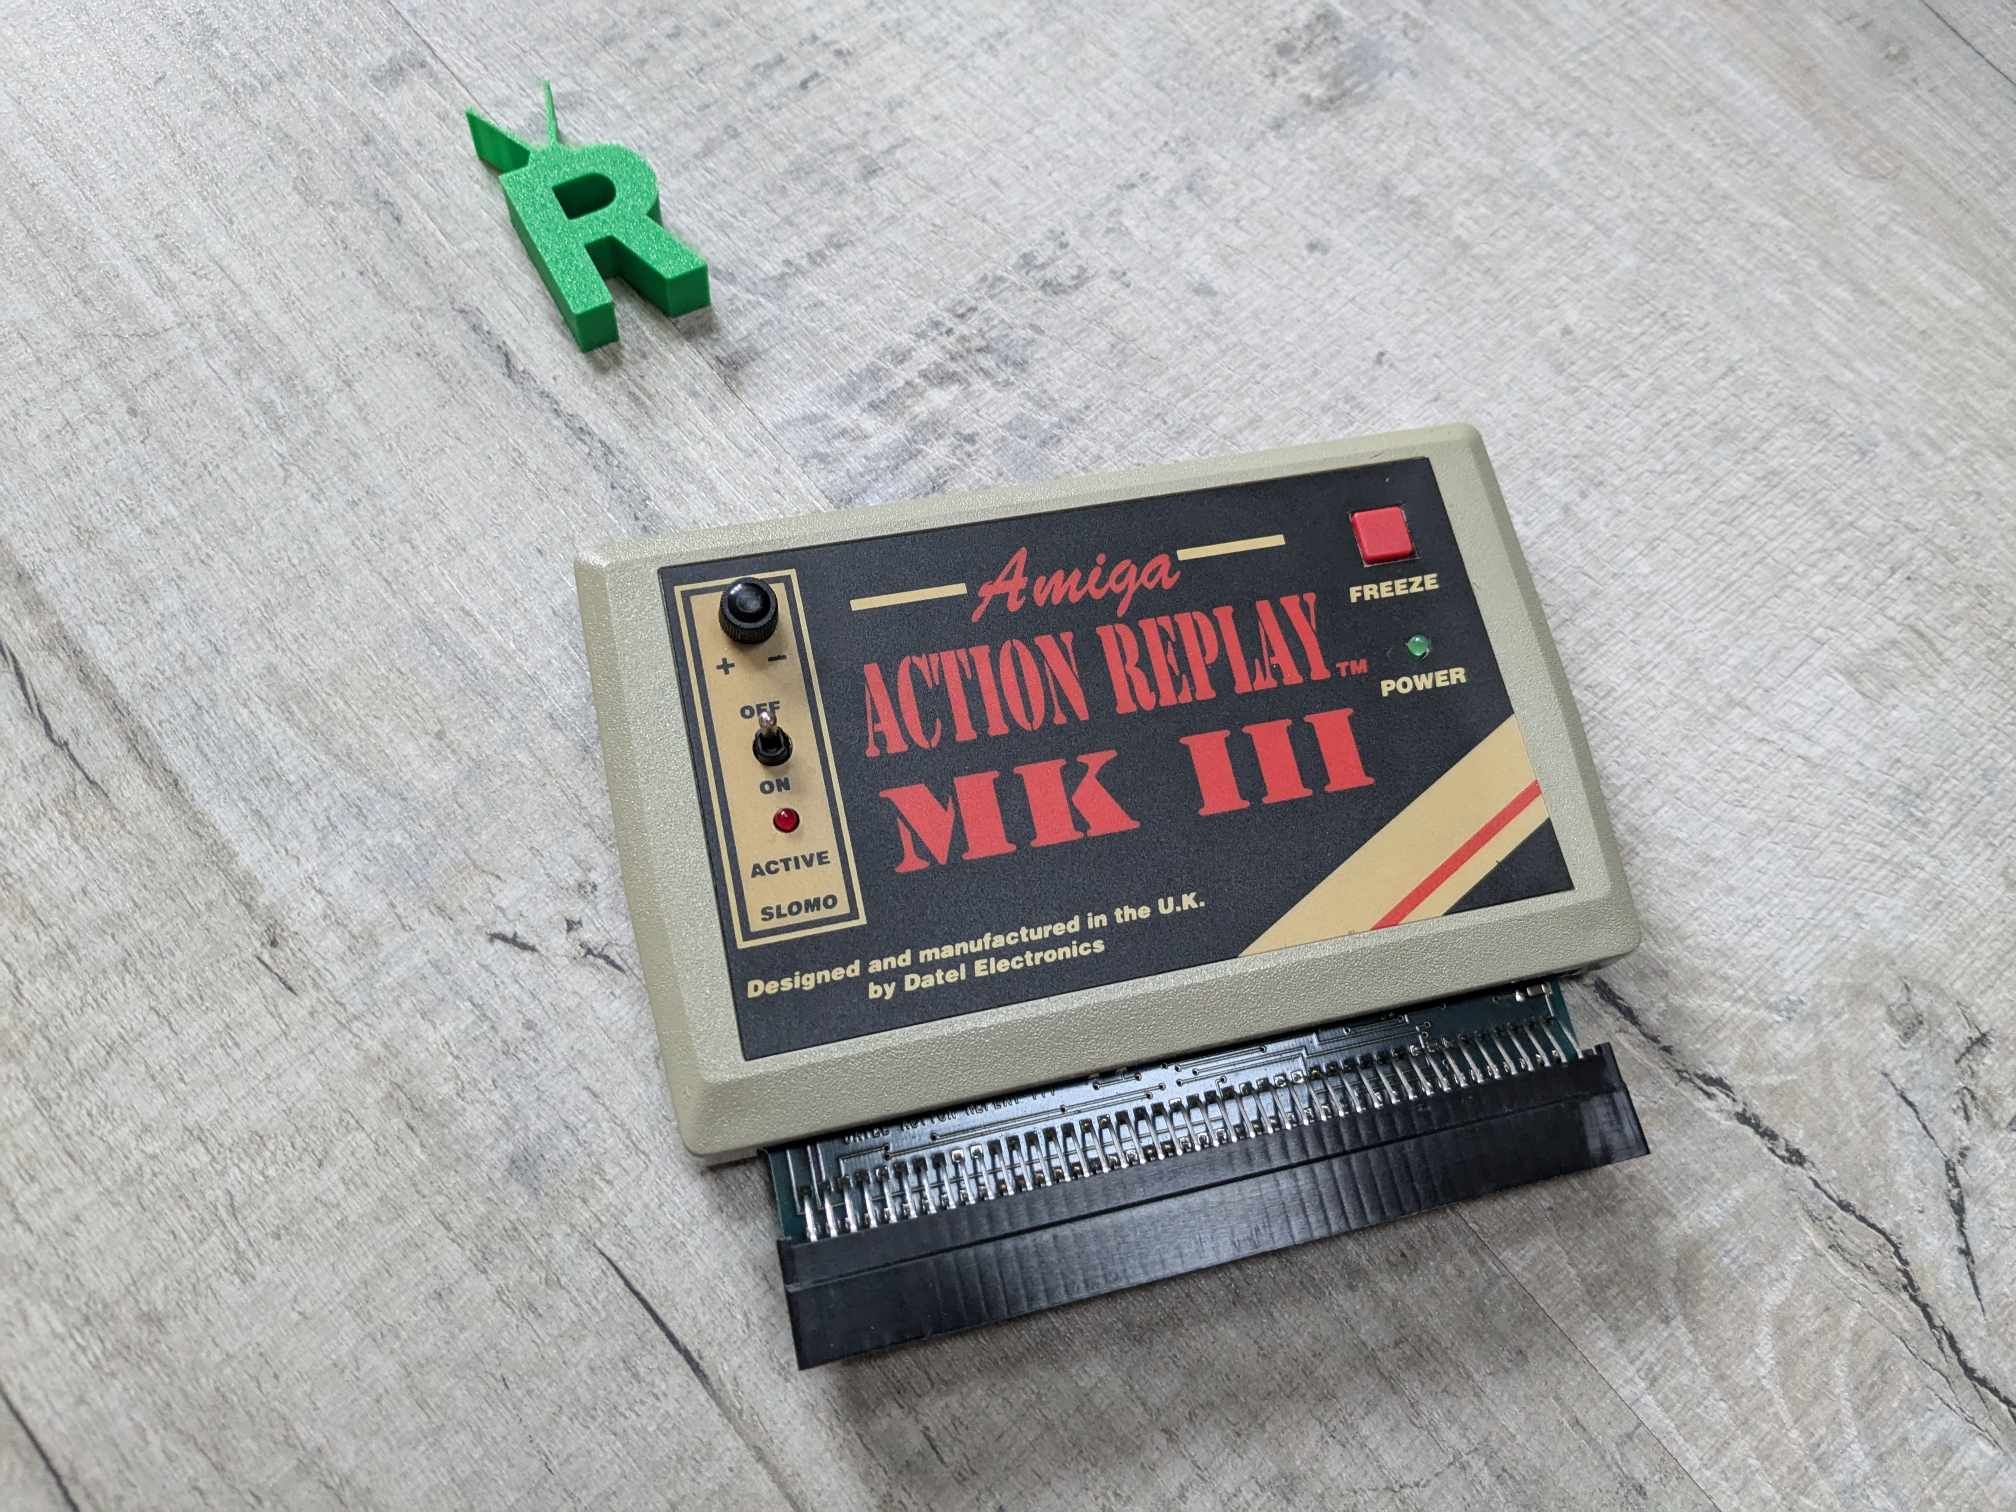 R
Amiga
ACTION REPLAY™
MK III
FREEZE
POWER
+ −
OFF
ON
ACTIVE
SLOMO
Designed and manufactured in the U.K.
by Datel Electronics